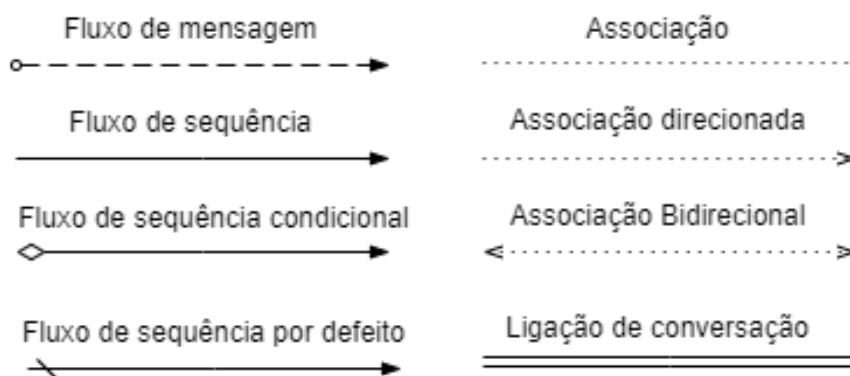 Fluxo de mensagem
Associação
Fluxo de sequência
Associação direcionada
Fluxo de sequência condicional
Associação Bidirecional
Fluxo de sequência por defeito
Ligação de conversação